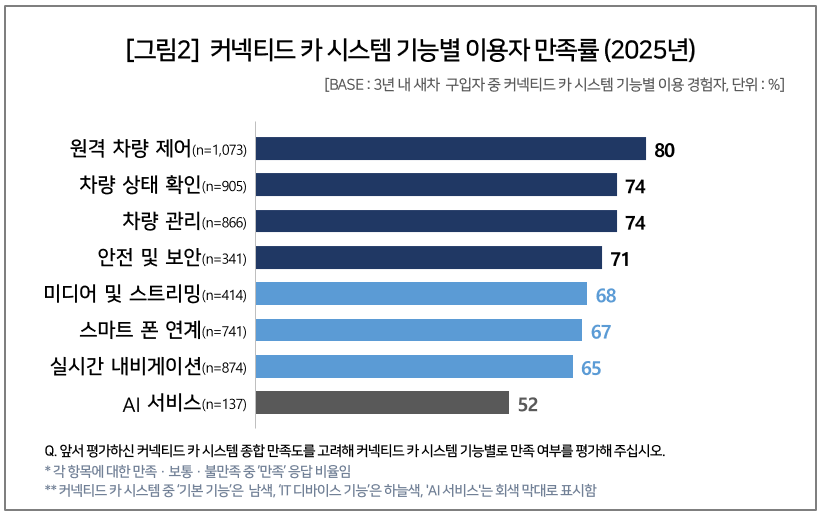 [그림2] 커넥티드 카 시스템 기능별 이용자 만족률 (2025년)
[BASE : 3년 내 새차 구입자 중 커넥티드 카 시스템 기능별 이용 경험자, 단위 : %]
원격 차량 제어(n=1,073) 80
차량 상태 확인(n=905) 74
차량 관리(n=866) 74
안전 및 보안(n=341) 71
미디어 및 스트리밍(n=414) 68
스마트 폰 연계(n=741) 67
실시간 내비게이션(n=874) 65
AI 서비스(n=137) 52
Q. 앞서 평가하신 커넥티드 카 시스템 종합 만족도를 고려해 커넥티드 카 시스템 기능별로 만족 여부를 평가해 주십시오.
* 각 항목에 대한 만족 · 보통 · 불만족 중 '만족' 응답 비율임
** 커넥티드 카 시스템 중 '기본 기능'은 남색, 'IT 디바이스 기능'은 하늘색, 'AI 서비스'는 회색 막대로 표시함